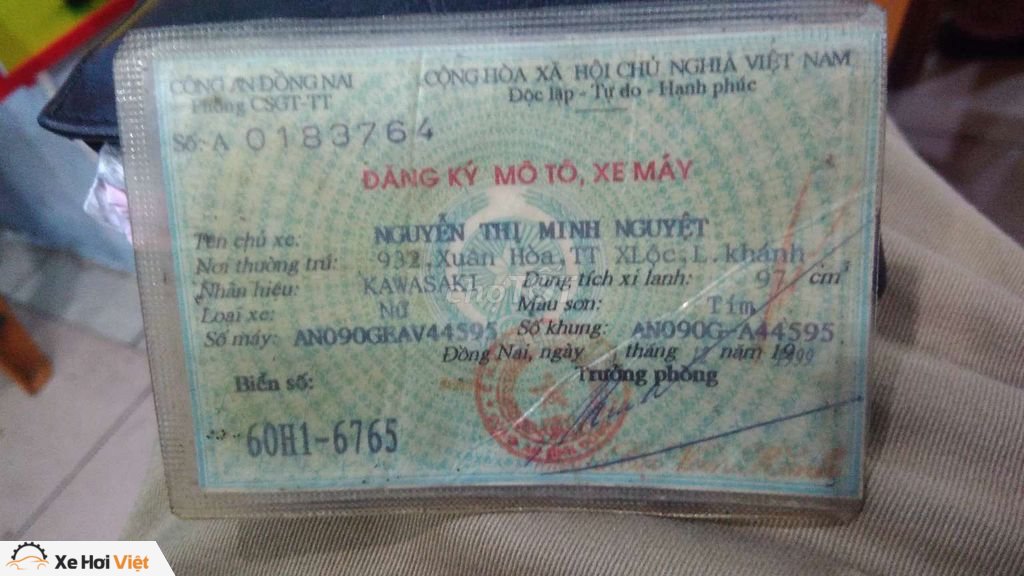 CÔNG AN ĐỒNG NAI
Phòng CSGT-TT
CỘNG HÒA XÃ HỘI CHỦ NGHĨA VIỆT NAM
Độc lập - Tự do - Hạnh phúc
Số: A 0183764
ĐĂNG KÝ MÔ TÔ, XE MÁY
Tên chủ xe: NGUYỄN THỊ MINH NGUYỆT
Nơi thường trú: 932.Xuân Hòa,TT XLộc,L.khánh
Nhãn hiệu: KAWASAKI Dung tích xi lanh: 97 cm³
Loại xe: Nữ Màu sơn: Tím
Số máy: AN090GEAV44595 Số khung: AN090G-A44595
Đồng Nai, ngày tháng năm 1999
Trưởng phòng
Biển số:
60H1-6765
chợTỐT
Xe Hơi Việt